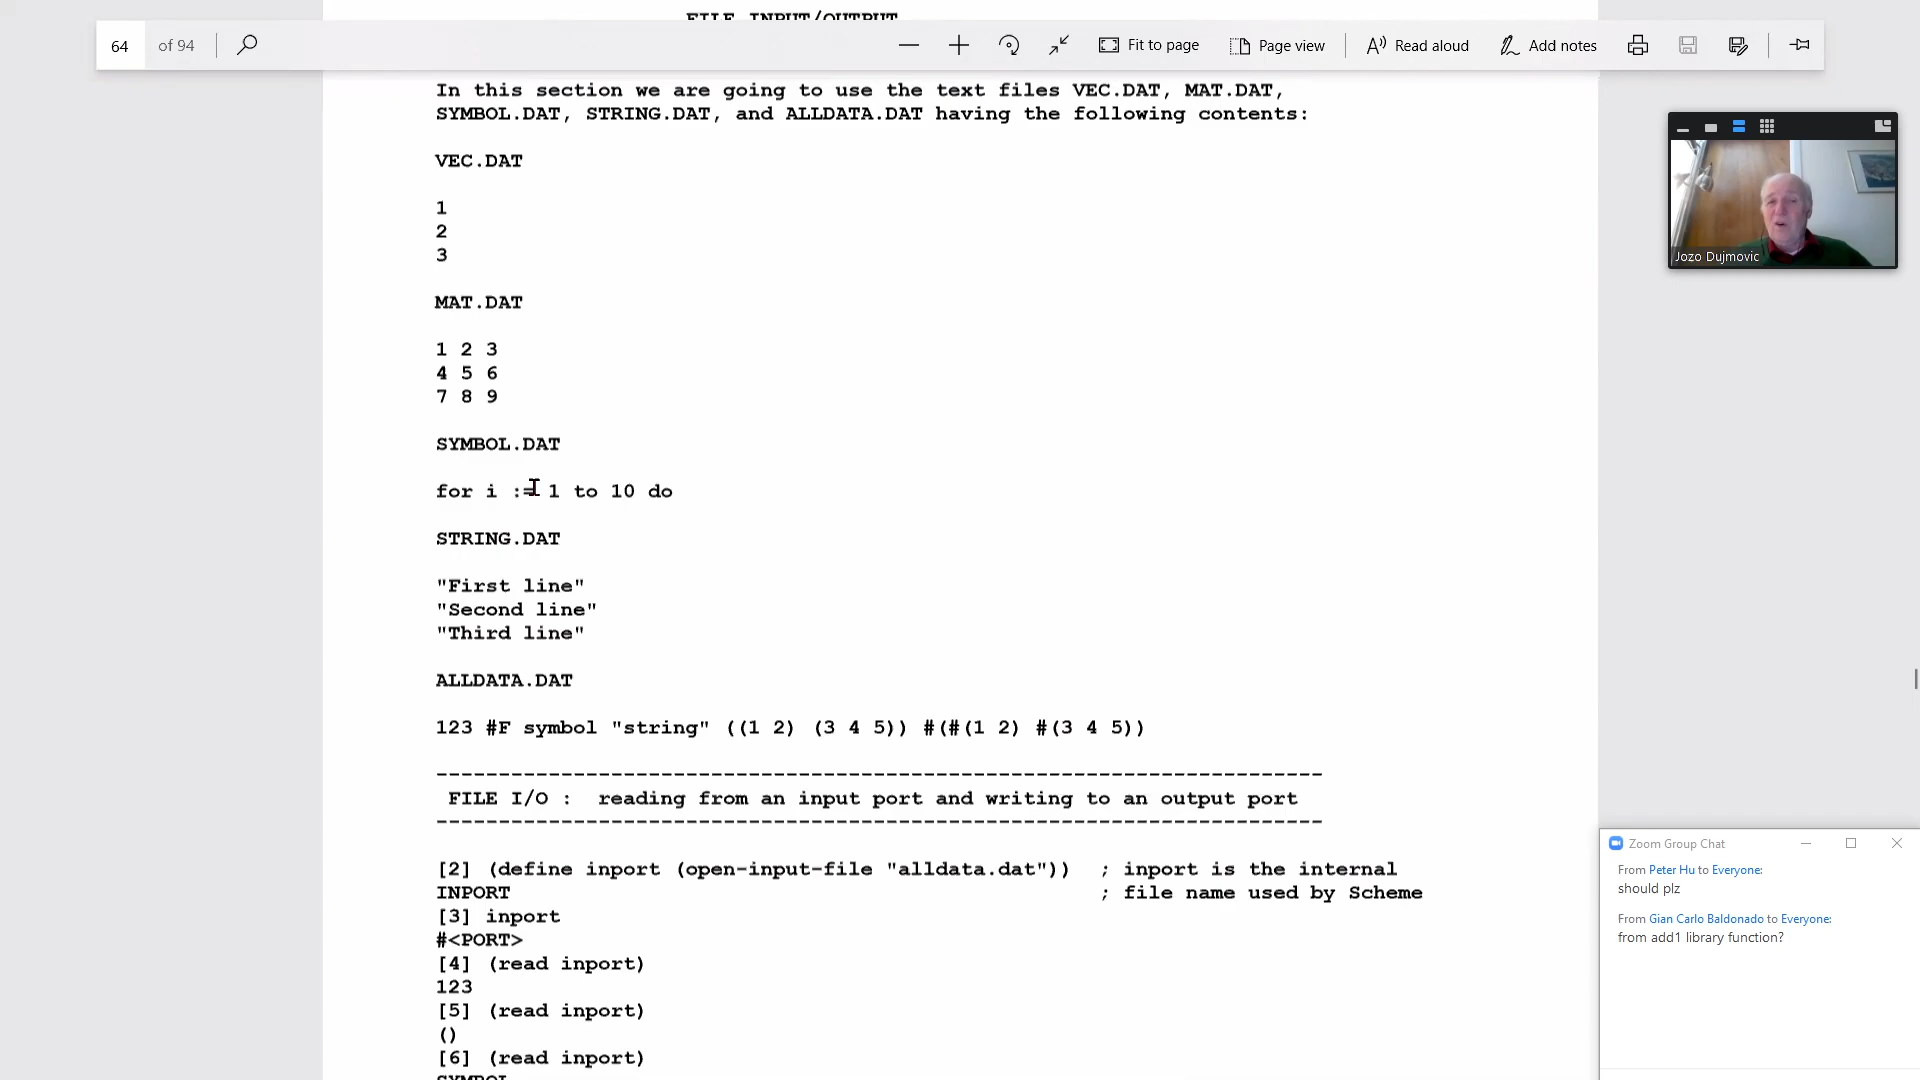 FILE INPUT/OUTPUT
64 of 94
Fit to page
Page view
Read aloud
Add notes
In this section we are going to use the text files VEC.DAT, MAT.DAT,
SYMBOL.DAT, STRING.DAT, and ALLDATA.DAT having the following contents:
VEC.DAT
1
2
3
MAT.DAT
1 2 3
4 5 6
7 8 9
SYMBOL.DAT
for i := 1 to 10 do
STRING.DAT
"First line"
"Second line"
"Third line"
ALLDATA.DAT
123 #F symbol "string" ((1 2) (3 4 5)) #(#(1 2) #(3 4 5))
-----------------------------------------------------------------------
FILE I/O : reading from an input port and writing to an output port
-----------------------------------------------------------------------
[2] (define inport (open-input-file "alldata.dat")) ; inport is the internal
INPORT ; file name used by Scheme
[3] inport
#<PORT>
[4] (read inport)
123
[5] (read inport)
()
[6] (read inport)
SYMBOL
Jozo Dujmovic
Zoom Group Chat
From Peter Hu to Everyone:
should plz
From Gian Carlo Baldonado to Everyone:
from add1 library function?